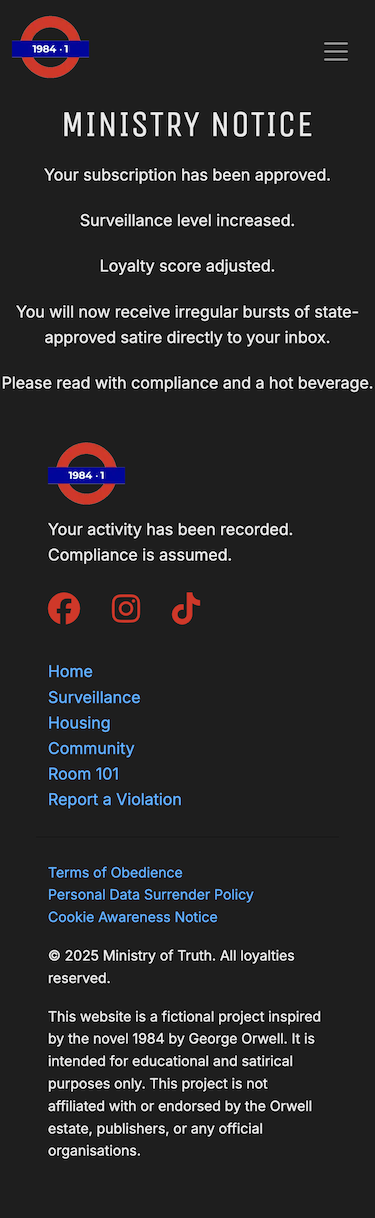 1984 · 1
MINISTRY NOTICE
Your subscription has been approved.
Surveillance level increased.
Loyalty score adjusted.
You will now receive irregular bursts of state-
approved satire directly to your inbox.
Please read with compliance and a hot beverage.
1984 · 1
Your activity has been recorded.
Compliance is assumed.
Home
Surveillance
Housing
Community
Room 101
Report a Violation
Terms of Obedience
Personal Data Surrender Policy
Cookie Awareness Notice
© 2025 Ministry of Truth. All loyalties
reserved.
This website is a fictional project inspired
by the novel 1984 by George Orwell. It is
intended for educational and satirical
purposes only. This project is not
affiliated with or endorsed by the Orwell
estate, publishers, or any official
organisations.